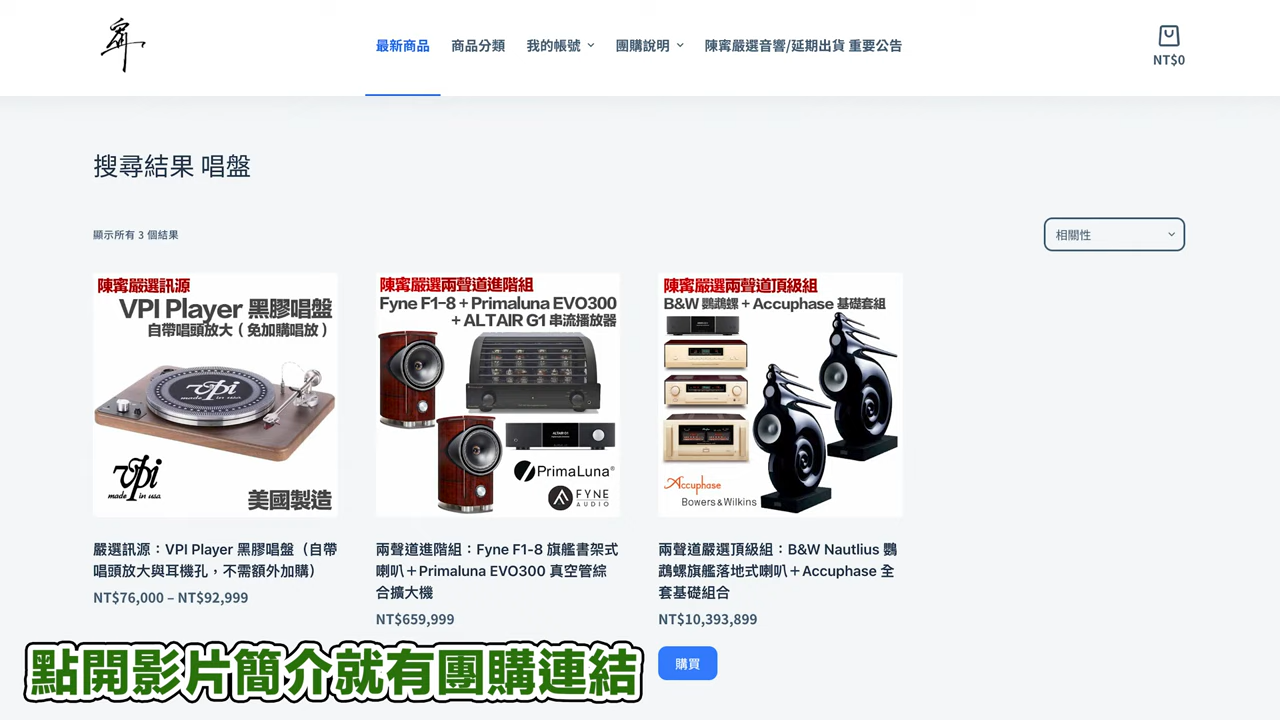 甯
最新商品 商品分類 我的帳號 團購說明 陳寗嚴選音響/延期出貨 重要公告
NT$0
搜尋結果 唱盤
顯示所有 3 個結果
相關性
陳寗嚴選訊源
VPI Player 黑膠唱盤
自帶唱頭放大（免加購唱放）
vpi
made in usa
vpi
made in usa
美國製造
嚴選訊源：VPI Player 黑膠唱盤（自帶
唱頭放大與耳機孔，不需額外加購）
NT$76,000 – NT$92,999
陳寗嚴選兩聲道進階組
Fyne F1-8 + Primaluna EVO300
+ ALTAIR G1 串流播放器
ALTAIR G1
PrimaLuna®
FYNE
AUDIO
兩聲道進階組：Fyne F1-8 旗艦書架式
喇叭＋Primaluna EVO300 真空管綜
合擴大機
NT$659,999
陳寗嚴選兩聲道頂級組
B&W 鸚鵡螺 + Accuphase 基礎套組
Accuphase
Bowers & Wilkins
兩聲道嚴選頂級組：B&W Nautlius 鸚
鵡螺旗艦落地式喇叭＋Accuphase 全
套基礎組合
NT$10,393,899
購買
點開影片簡介就有團購連結